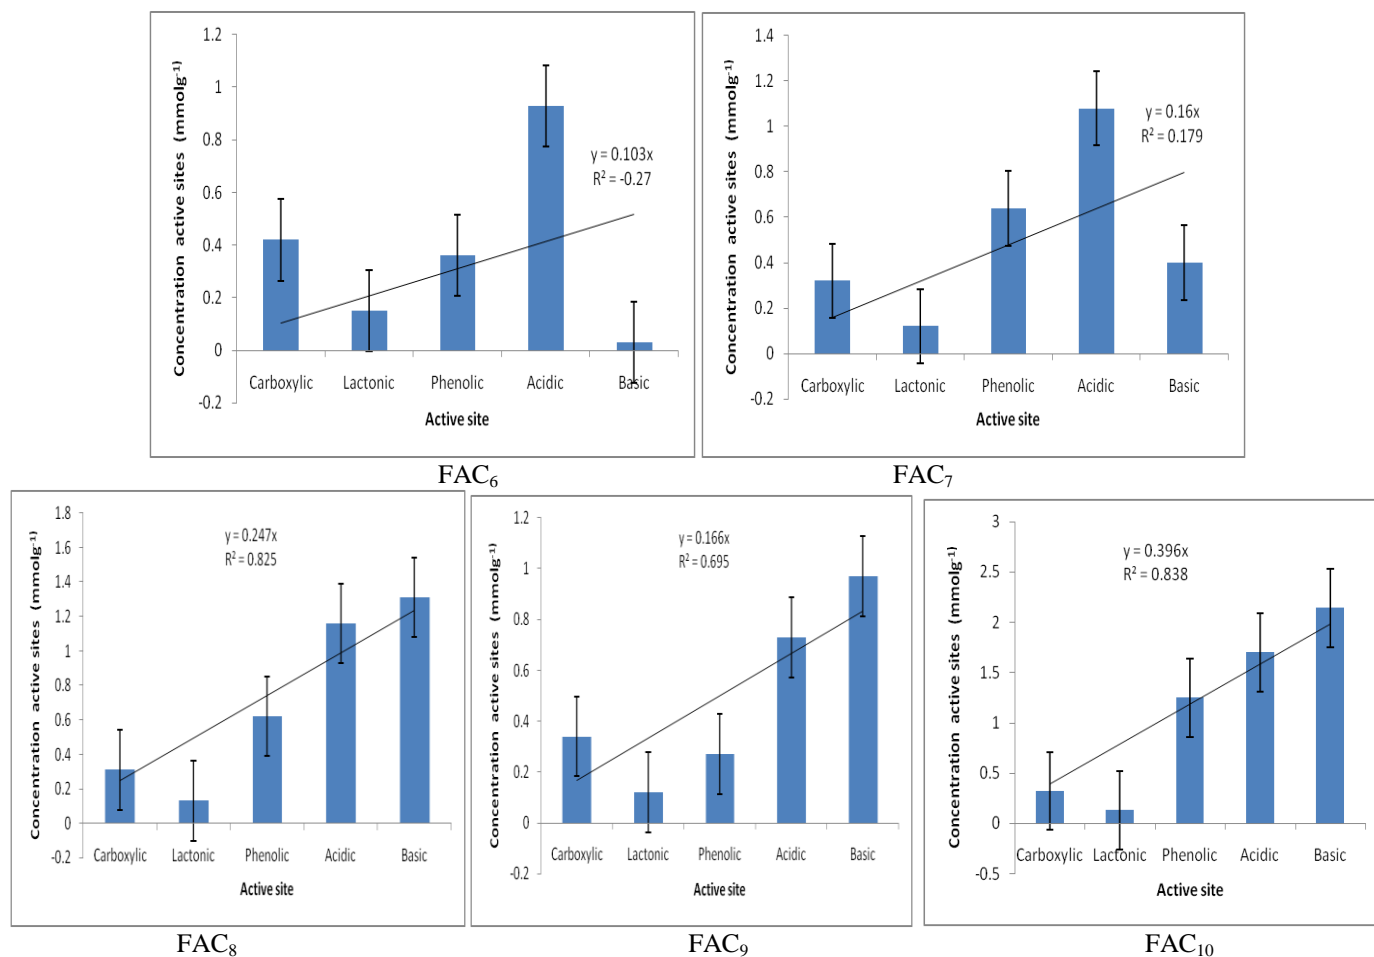 1.2
1
0.8
0.6
0.4
0.2
0
-0.2
Concentration active sites (mmolg⁻¹)
y = 0.103x
R² = -0.27
Carboxylic Lactonic Phenolic Acidic Basic
Active site
FAC₆
1.4
1.2
1
0.8
0.6
0.4
0.2
0
-0.2
Concentration active sites (mmolg⁻¹)
y = 0.16x
R² = 0.179
Carboxylic Lactonic Phenolic Acidic Basic
Active site
FAC₇
1.8
1.6
1.4
1.2
1
0.8
0.6
0.4
0.2
0
-0.2
Concentration active sites (mmolg⁻¹)
y = 0.247x
R² = 0.825
Carboxylic Lactonic Phenolic Acidic Basic
Active site
FAC₈
1.2
1
0.8
0.6
0.4
0.2
0
-0.2
Concentration active sites (mmolg⁻¹)
y = 0.166x
R² = 0.695
Carboxylic Lactonic Phenolic Acidic Basic
Active site
FAC₉
3
2.5
2
1.5
1
0.5
0
-0.5
Concentration active sites (mmolg⁻¹)
y = 0.396x
R² = 0.838
Carboxylic Lactonic Phenolic Acidic Basic
Active site
FAC₁₀